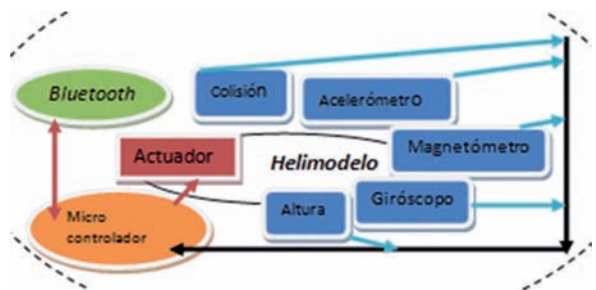 Bluetooth
Colisión
AcelerómetrO
Actuador
Helimodelo
Magnetómetro
Micro
controlador
Altura
Giróscopo